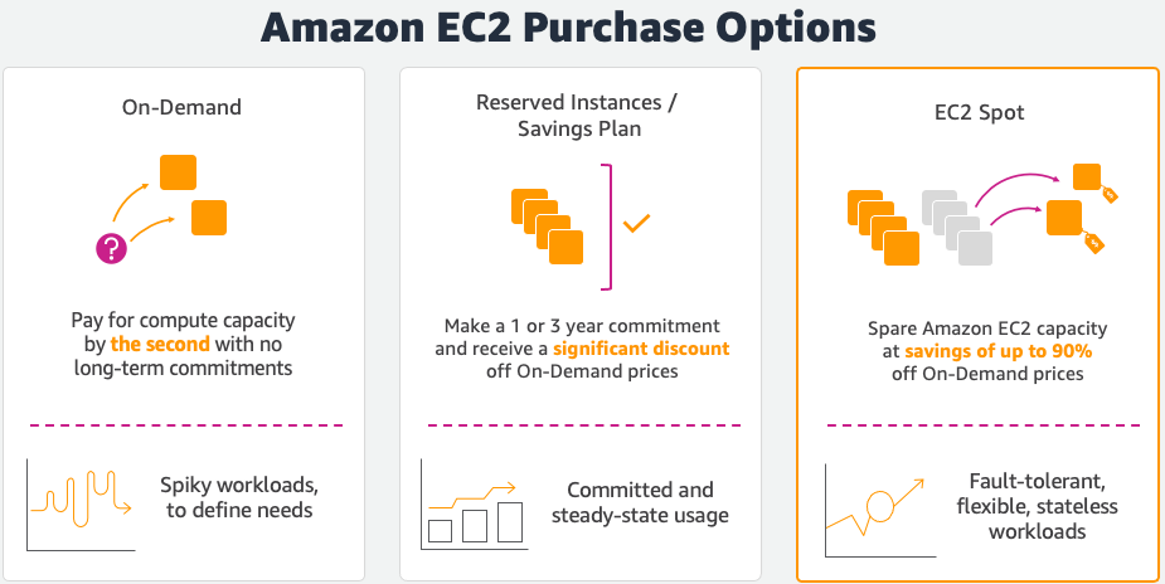 Amazon EC2 Purchase Options
On-Demand
?
Pay for compute capacity
by the second with no
long-term commitments
Spiky workloads,
to define needs
Reserved Instances /
Savings Plan
Make a 1 or 3 year commitment
and receive a significant discount
off On-Demand prices
Committed and
steady-state usage
EC2 Spot
Spare Amazon EC2 capacity
at savings of up to 90%
off On-Demand prices
Fault-tolerant,
flexible, stateless
workloads